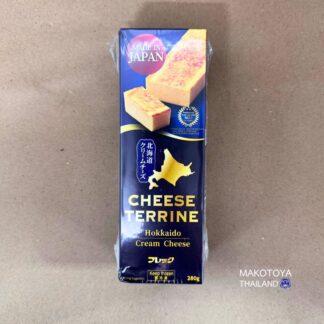 MADE IN
JAPAN
北海道
クリームチーズ
CHEESE
TERRINE
Hokkaido
Cream Cheese
フレック
Keep frozen
要冷凍
280g
MAKOTOYA
THAILAND